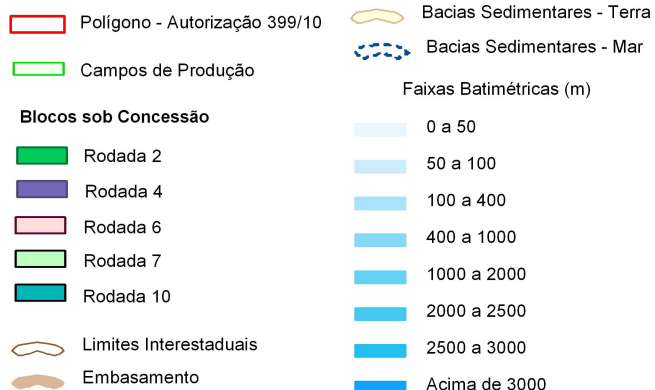 Polígono - Autorização 399/10
Campos de Produção
Blocos sob Concessão
Rodada 2
Rodada 4
Rodada 6
Rodada 7
Rodada 10
Limites Interestaduais
Embasamento
Bacias Sedimentares - Terra
Bacias Sedimentares - Mar
Faixas Batimétricas (m)
0 a 50
50 a 100
100 a 400
400 a 1000
1000 a 2000
2000 a 2500
2500 a 3000
Acima de 3000